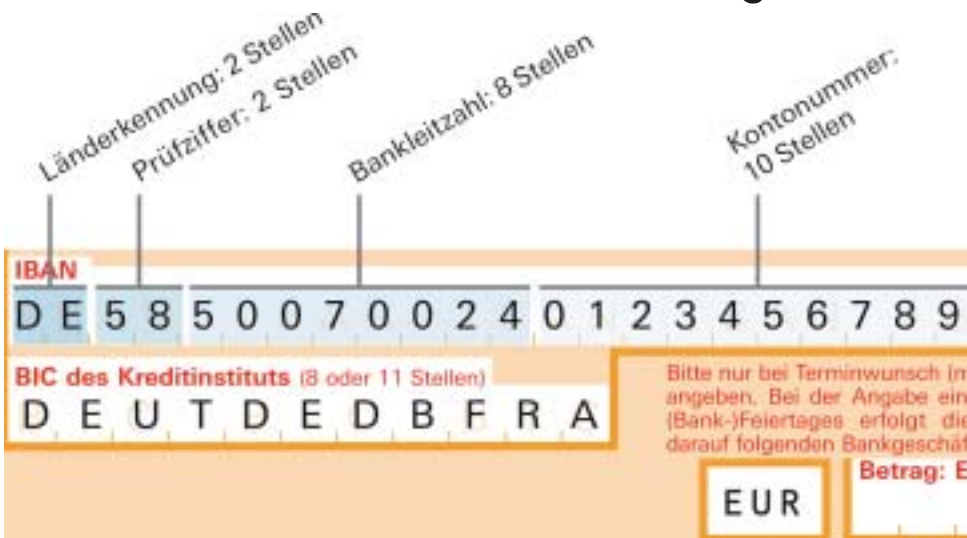 Länderkennung: 2 Stellen
Prüfziffer: 2 Stellen
Bankleitzahl: 8 Stellen
Kontonummer:
10 Stellen
IBAN
D E 5 8 5 0 0 7 0 0 2 4 0 1 2 3 4 5 6 7 8 9
BIC des Kreditinstituts (8 oder 11 Stellen)
D E U T D E D B F R A
Bitte nur bei Terminwunsch
angeben. Bei der Angabe
(Bank-)Feiertages erfolgt
darauf folgenden
Betrag:
EUR